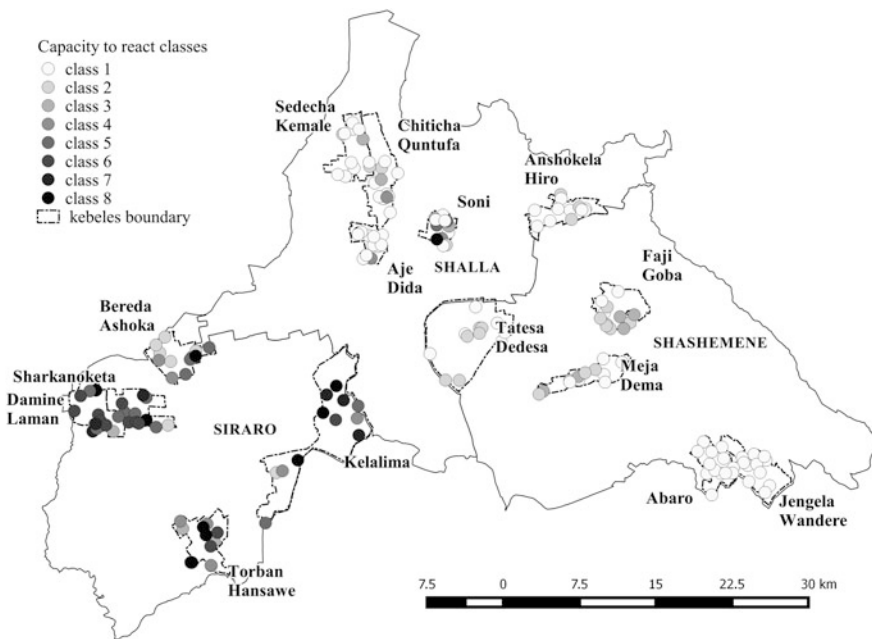 Capacity to react classes
class 1
class 2
class 3
class 4
class 5
class 6
class 7
class 8
kebeles boundary
Sedecha
Kemale
Chiticha
Quntufa
Anshokela
Hiro
Soni
SHALLA
Aje
Dida
Faji
Goba
Bereda
Ashoka
Tatesa
Dedesa
SHASHEMENE
Meja
Dema
Sharkanoketa
Damine
Laman
SIRARO
Kelalima
Abaro
Jengela
Wandere
Torban
Hansawe
7.5 0 7.5 15 22.5 30 km